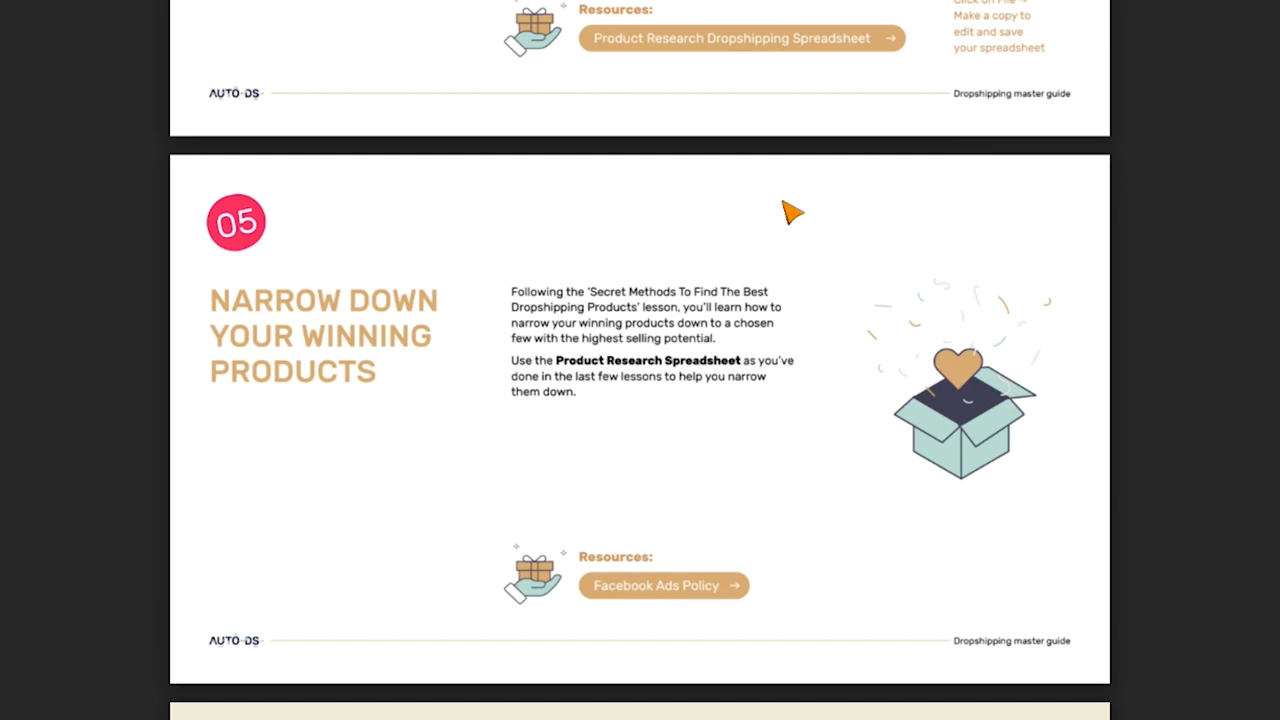 Resources:
Product Research Dropshipping Spreadsheet →
Make a copy to
edit and save
your spreadsheet
AUTO-DS
Dropshipping master guide
05
NARROW DOWN
YOUR WINNING
PRODUCTS
Following the ‘Secret Methods To Find The Best
Dropshipping Products’ lesson, you’ll learn how to
narrow your winning products down to a chosen
few with the highest selling potential.
Use the Product Research Spreadsheet as you’ve
done in the last few lessons to help you narrow
them down.
Resources:
Facebook Ads Policy →
AUTO-DS
Dropshipping master guide